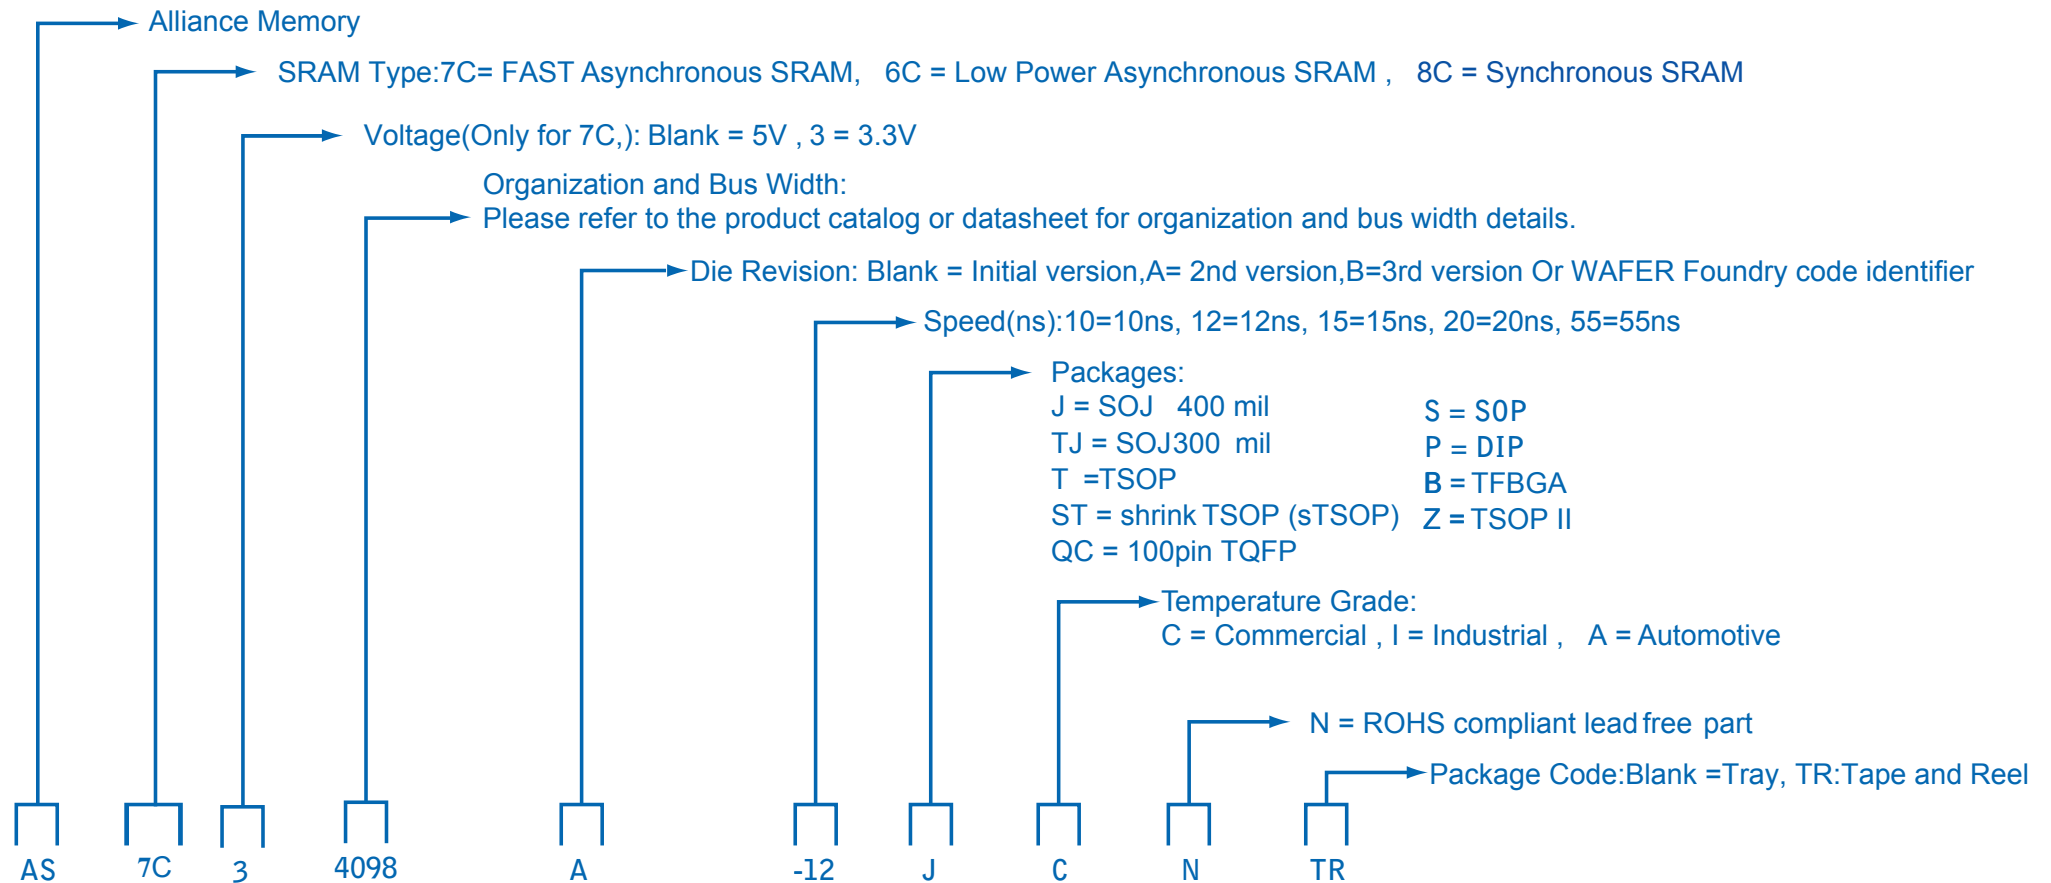 Alliance Memory
SRAM Type:7C= FAST Asynchronous SRAM, 6C = Low Power Asynchronous SRAM , 8C = Synchronous SRAM
Voltage(Only for 7C,): Blank = 5V , 3 = 3.3V
Organization and Bus Width:
Please refer to the product catalog or datasheet for organization and bus width details.
Die Revision: Blank = Initial version,A= 2nd version,B=3rd version Or WAFER Foundry code identifier
Speed(ns):10=10ns, 12=12ns, 15=15ns, 20=20ns, 55=55ns
Packages:
J = SOJ 400 mil
TJ = SOJ300 mil
T =TSOP
ST = shrink TSOP (sTSOP)
QC = 100pin TQFP
S = SOP
P = DIP
B = TFBGA
Z = TSOP II
Temperature Grade:
C = Commercial , I = Industrial , A = Automotive
N = ROHS compliant lead free part
Package Code:Blank =Tray, TR:Tape and Reel
AS 7C 3 4098 A -12 J C N TR